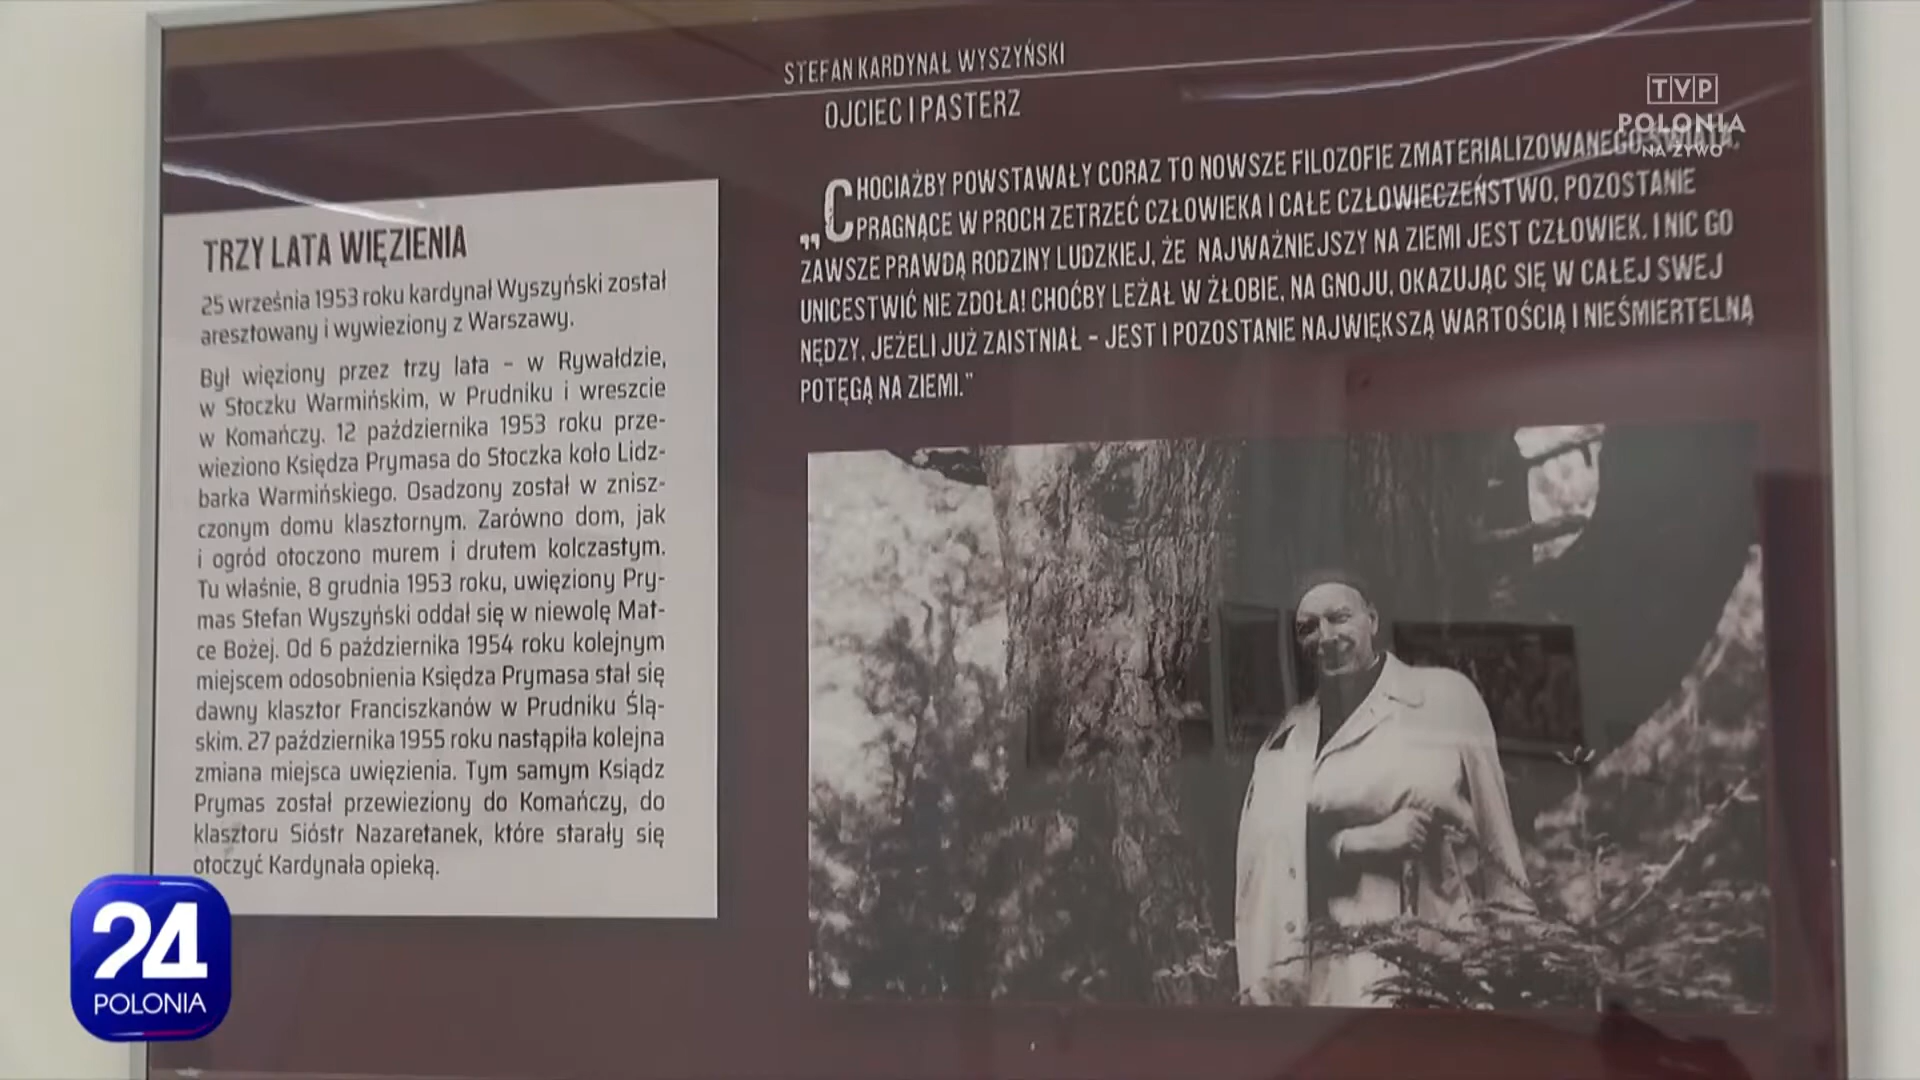 STEFAN KARDYNAŁ WYSZYŃSKI
OJCIEC I PASTERZ
TVP
POLONIA
NA ŻYWO
„CHOCIAŻBY POWSTAWAŁY CORAZ TO NOWSZE FILOZOFIE ZMATERIALIZOWANEGO ŚWIATA,
PRAGNĄCE W PROCH ZETRZEĆ CZŁOWIEKA I CAŁE CZŁOWIECZEŃSTWO, POZOSTANIE
ZAWSZE PRAWDĄ RODZINY LUDZKIEJ, ŻE NAJWAŻNIEJSZY NA ZIEMI JEST CZŁOWIEK. I NIC GO
UNICESTWIĆ NIE ZDOŁA! CHOĆBY LEŻAŁ W ŻŁOBIE, NA GNOJU, OKAZUJĄC SIĘ W CAŁEJ SWEJ
NĘDZY, JEŻELI JUŻ ZAISTNIAŁ – JEST I POZOSTANIE NAJWIĘKSZĄ WARTOŚCIĄ I NIEŚMIERTELNĄ
POTĘGĄ NA ZIEMI.”
TRZY LATA WIĘZIENIA
25 września 1953 roku kardynał Wyszyński został
aresztowany i wywieziony z Warszawy.
Był więziony przez trzy lata – w Rywałdzie,
w Stoczku Warmińskim, w Prudniku i wreszcie
w Komańczy. 12 października 1953 roku prze-
wieziono Księdza Prymasa do Stoczka koło Lidz-
barka Warmińskiego. Osadzony został w znisz-
czonym domu klasztornym. Zarówno dom, jak
i ogród otoczono murem i drutem kolczastym.
Tu właśnie, 8 grudnia 1953 roku, uwięziony Pry-
mas Stefan Wyszyński oddał się w niewolę Mat-
ce Bożej. Od 6 października 1954 roku kolejnym
miejscem odosobnienia Księdza Prymasa stał się
dawny klasztor Franciszkanów w Prudniku Ślą-
skim. 27 października 1955 roku nastąpiła kolejna
zmiana miejsca uwięzienia. Tym samym Ksiądz
Prymas został przewieziony do Komańczy, do
klasztoru Sióstr Nazaretanek, które starały się
otoczyć Kardynała opieką.
24
POLONIA